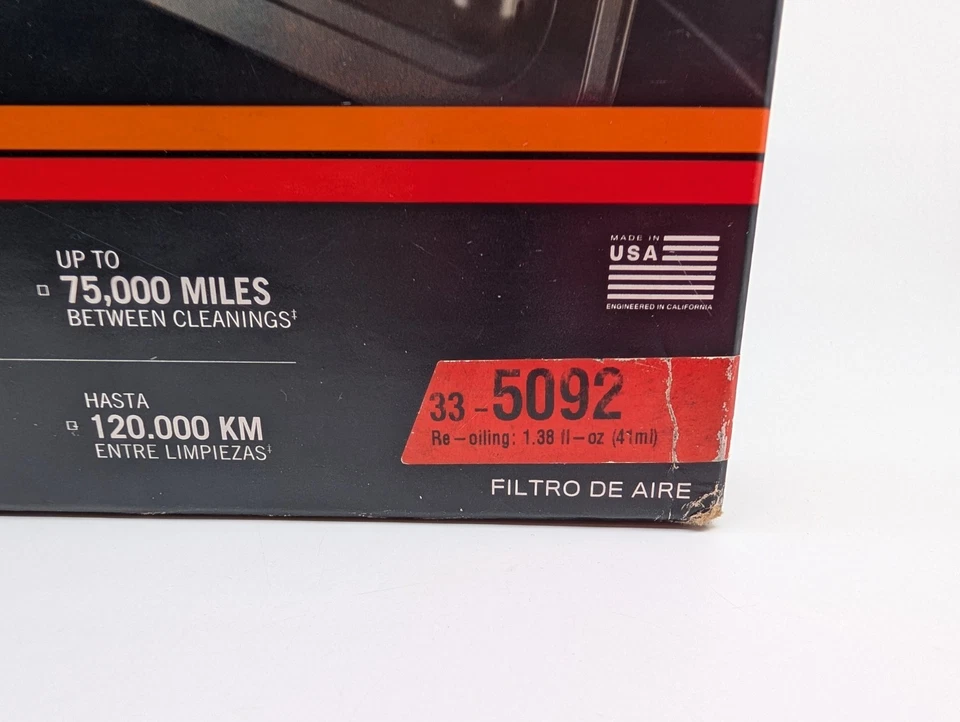 UP TO
75,000 MILES
BETWEEN CLEANINGS‡
HASTA
120.000 KM
ENTRE LIMPIEZAS‡
MADE IN
USA
ENGINEERED IN CALIFORNIA
33-5092
Re-oiling: 1.38 fl-oz (41ml)
FILTRO DE AIRE